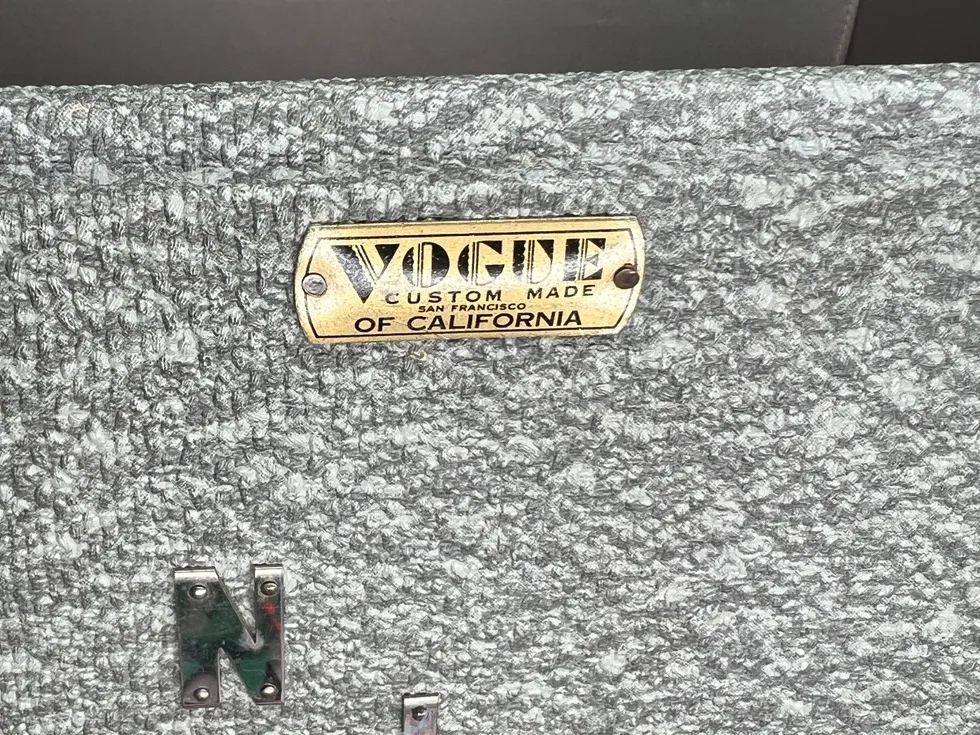 VOGUE
CUSTOM MADE
SAN FRANCISCO
OF CALIFORNIA
N